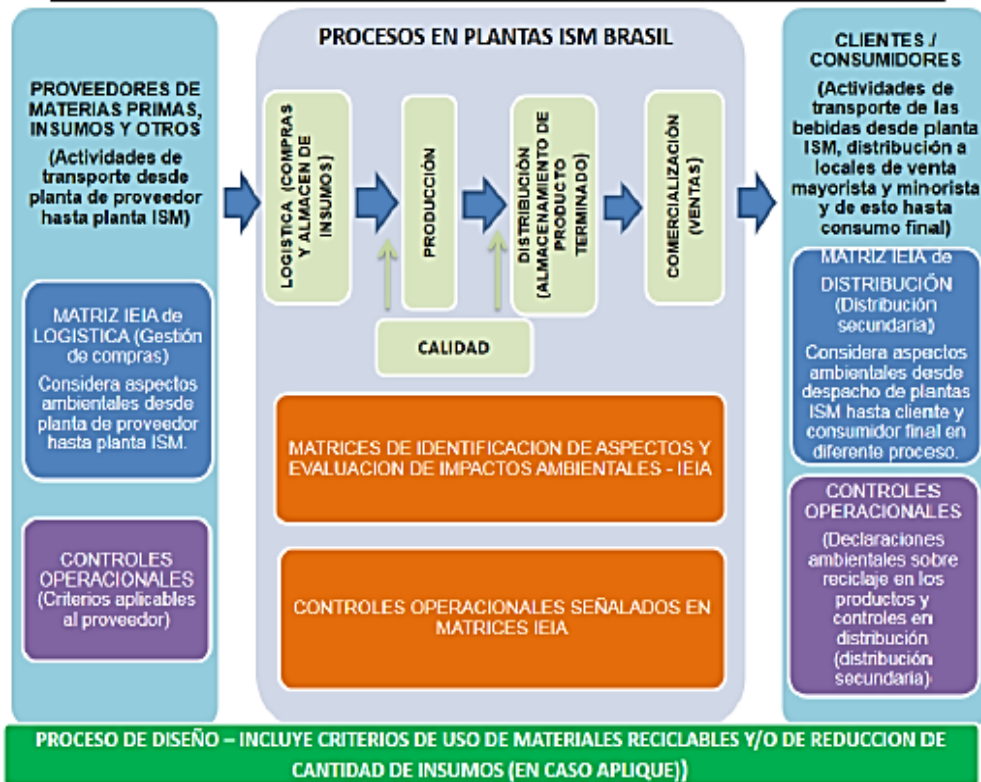 PROVEEDORES DE
MATERIAS PRIMAS,
INSUMOS Y OTROS
(Actividades de
transporte desde
planta de proveedor
hasta planta ISM)
MATRIZ IEIA de
LOGISTICA (Gestión
de compras)
Considera aspectos
ambientales desde
planta de proveedor
hasta planta ISM.
CONTROLES
OPERACIONALES
(Criterios aplicables
al proveedor)
PROCESOS EN PLANTAS ISM BRASIL
LOGISTICA (COMPRAS
Y ALMACEN DE
INSUMOS)
PRODUCCIÓN
DISTRIBUCIÓN
(ALMACENAMIENTO DE
PRODUCTO
TERMINADO)
COMERCIALIZACIÓN
(VENTAS)
CALIDAD
MATRICES DE IDENTIFICACION DE ASPECTOS Y
EVALUACION DE IMPACTOS AMBIENTALES - IEIA
CONTROLES OPERACIONALES SEÑALADOS EN
MATRICES IEIA
CLIENTES /
CONSUMIDORES
(Actividades de
transporte de las
bebidas desde planta
ISM, distribución a
locales de venta
mayorista y minorista
y de esto hasta
consumo final)
MATRIZ IEIA de
DISTRIBUCIÓN
(Distribución
secundaria)
Considera aspectos
ambientales desde
despacho de plantas
ISM hasta cliente y
consumidor final en
diferente proceso.
CONTROLES
OPERACIONALES
(Declaraciones
ambientales sobre
reciclaje en los
productos y
controles en
distribución
(distribución
secundaria)
PROCESO DE DISEÑO – INCLUYE CRITERIOS DE USO DE MATERIALES RECICLABLES Y/O DE REDUCCION DE
CANTIDAD DE INSUMOS (EN CASO APLIQUE))